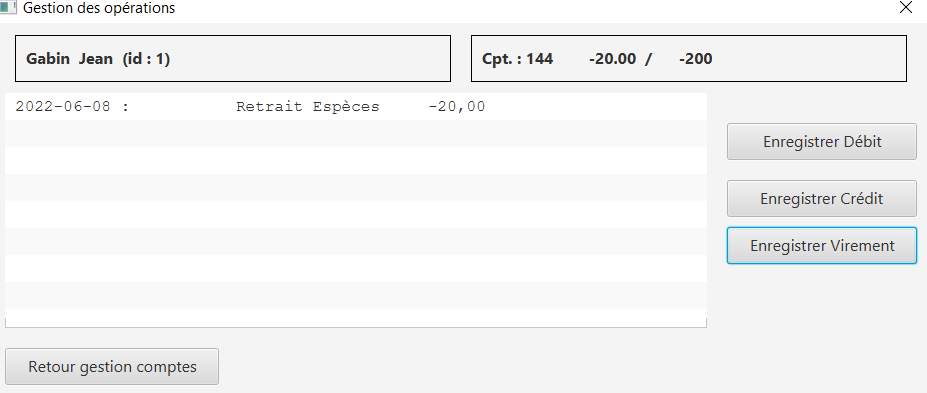 Gestion des opérations
Gabin Jean (id : 1)
Cpt. : 144 -20.00 / -200
2022-06-08 : Retrait Espèces -20,00
Enregistrer Débit
Enregistrer Crédit
Enregistrer Virement
Retour gestion comptes